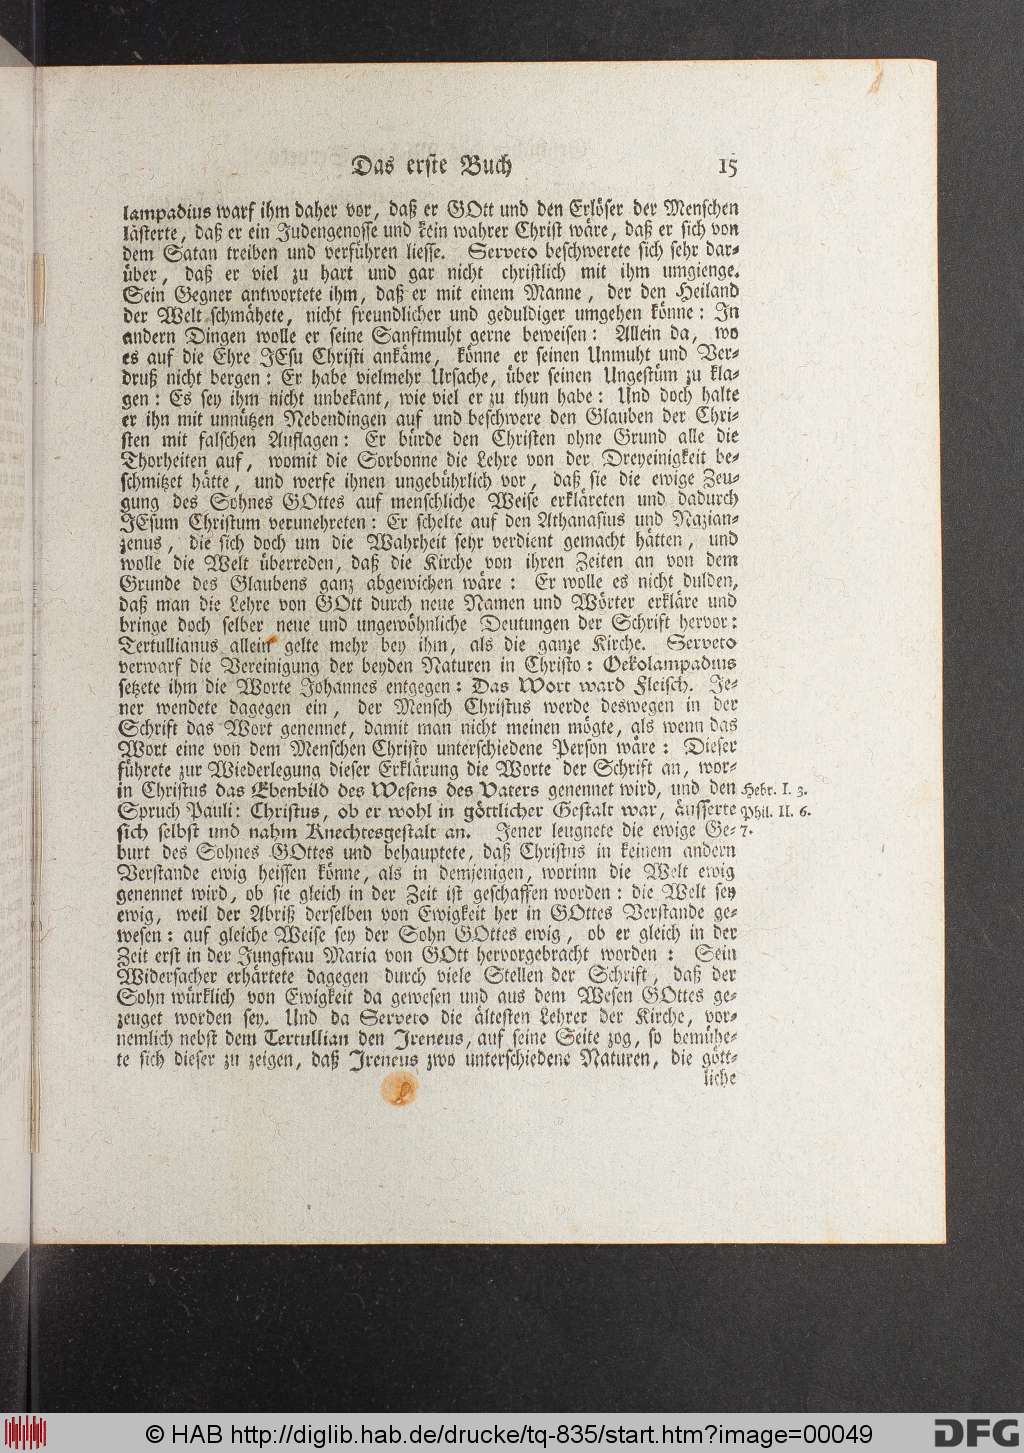 Das erste Buch 15
lampadius warf ihm daher vor, daß er GOtt und den Erlöser der Menschen
lästerte, daß er ein Judengenosse und kein wahrer Christ wäre, daß er sich von
dem Satan treiben und verführen liesse. Serveto beschwerete sich sehr dar-
über, daß er viel zu hart und gar nicht christlich mit ihm umgienge.
Sein Gegner antwortete ihm, daß er mit einem Manne, der den Heiland
der Welt schmähete, nicht freundlicher und geduldiger umgehen könne: In
andern Dingen wolle er seine Sanftmuht gerne beweisen: Allein da, wo
es auf die Ehre JEsu Christi ankäme, könne er seinen Unmuht und Ver-
druß nicht bergen: Er habe vielmehr Ursache, über seinen Ungestüm zu kla-
gen: Es sey ihm nicht unbekant, wie viel er zu thun habe: Und doch halte
er ihn mit unnützen Nebendingen auf und beschwere den Glauben der Chri-
sten mit falschen Auflagen: Er bürde den Christen ohne Grund alle die
Thorheiten auf, womit die Sorbonne die Lehre von der Dreyeinigkeit be-
schmitzet hätte, und werfe ihnen ungebührlich vor, daß sie die ewige Zeu-
gung des Sohnes GOttes auf menschliche Weise erkläreten und dadurch
JEsum Christum verunehreten: Er schelte auf den Athanasius und Nazian-
zenus, die sich doch um die Wahrheit sehr verdient gemacht hätten, und
wolle die Welt überreden, daß die Kirche von ihren Zeiten an von dem
Grunde des Glaubens ganz abgewichen wäre: Er wolle es nicht dulden,
daß man die Lehre von GOtt durch neue Namen und Wörter erkläre und
bringe doch selber neue und ungewöhnliche Deutungen der Schrift hervor:
Tertullianus allein gelte mehr bey ihm, als die ganze Kirche. Serveto
verwarf die Vereinigung der beyden Naturen in Christo: Oekolampadius
setzete ihm die Worte Johannes entgegen: Das Wort ward Fleisch. Je-
ner wendete dagegen ein, der Mensch Christus werde deswegen in der
Schrift das Wort genennet, damit man nicht meinen mögte, als wenn das
Wort eine von dem Menschen Christo unterschiedene Person wäre: Dieser
führete zur Wiederlegung dieser Erklärung die Worte der Schrift an, wor-
in Christus das Ebenbild des Wesens des Vaters genennet wird, und den Hebr. I. 3.
Spruch Pauli: Christus, ob er wohl in göttlicher Gestalt war, äusserte Phil. II. 6.
sich selbst und nahm Knechtesgestalt an. Jener leugnete die ewige Ge- 7.
burt des Sohnes GOttes und behauptete, daß Christus in keinem andern
Verstande ewig heissen könne, als in demjenigen, worinn die Welt ewig
genennet wird, ob sie gleich in der Zeit ist geschaffen worden: die Welt sey
ewig, weil der Abriß derselben von Ewigkeit her in GOttes Verstande ge-
wesen: auf gleiche Weise sey der Sohn GOttes ewig, ob er gleich in der
Zeit erst in der Jungfrau Maria von GOtt hervorgebracht worden: Sein
Widersacher erhärtete dagegen durch viele Stellen der Schrift, daß der
Sohn würklich von Ewigkeit da gewesen und aus dem Wesen GOttes ge-
zeuget worden sey. Und da Serveto die ältesten Lehrer der Kirche, vor-
nemlich nebst dem Tertullian den Ireneus, auf seine Seite zog, so bemühe-
te sich dieser zu zeigen, daß Ireneus zwo unterschiedene Naturen, die gött-
liche
© HAB http://diglib.hab.de/drucke/tq-835/start.htm?image=00049
DFG